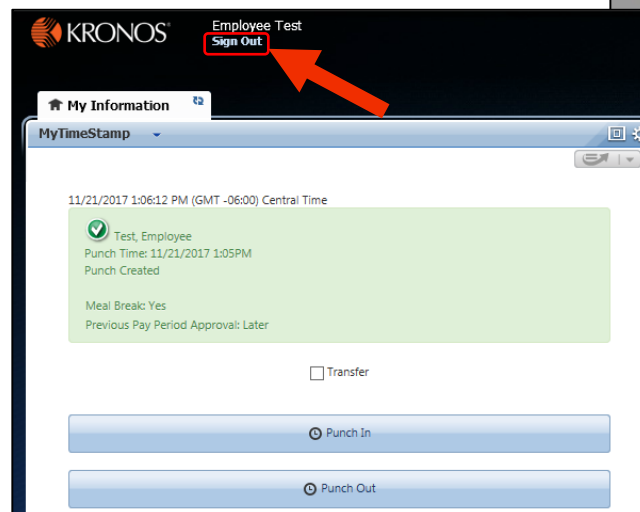 KRONOS
Employee Test
Sign Out
My Information
MyTimeStamp
11/21/2017 1:06:12 PM (GMT -06:00) Central Time
Test, Employee
Punch Time: 11/21/2017 1:05PM
Punch Created
Meal Break: Yes
Previous Pay Period Approval: Later
Transfer
Punch In
Punch Out